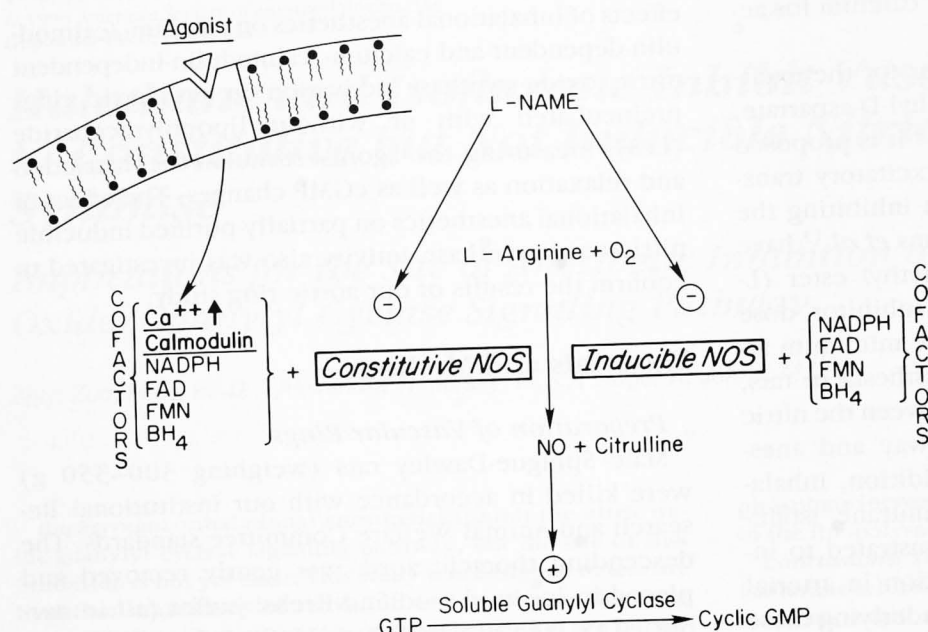 Agonist
L-NAME
L-Arginine + O2
COFACTORS
Ca++
Calmodulin
NADPH
FAD
FMN
BH4
+
Constitutive NOS
Inducible NOS
+
NADPH
FAD
FMN
BH4
COFACTORS
NO + Citrulline
+
Soluble Guanylyl Cyclase
GTP
Cyclic GMP